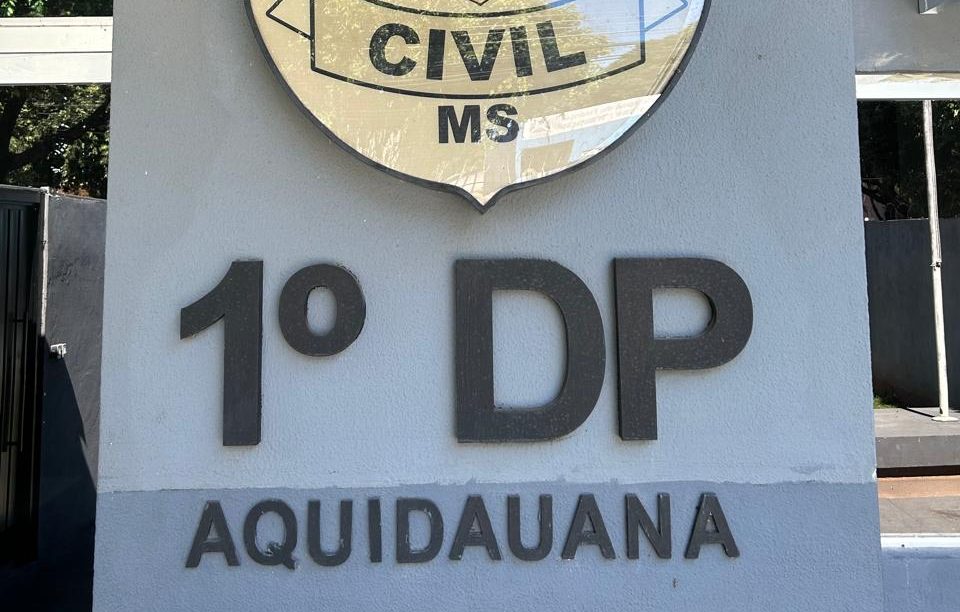 CIVIL
MS
1º DP
AQUIDAUANA